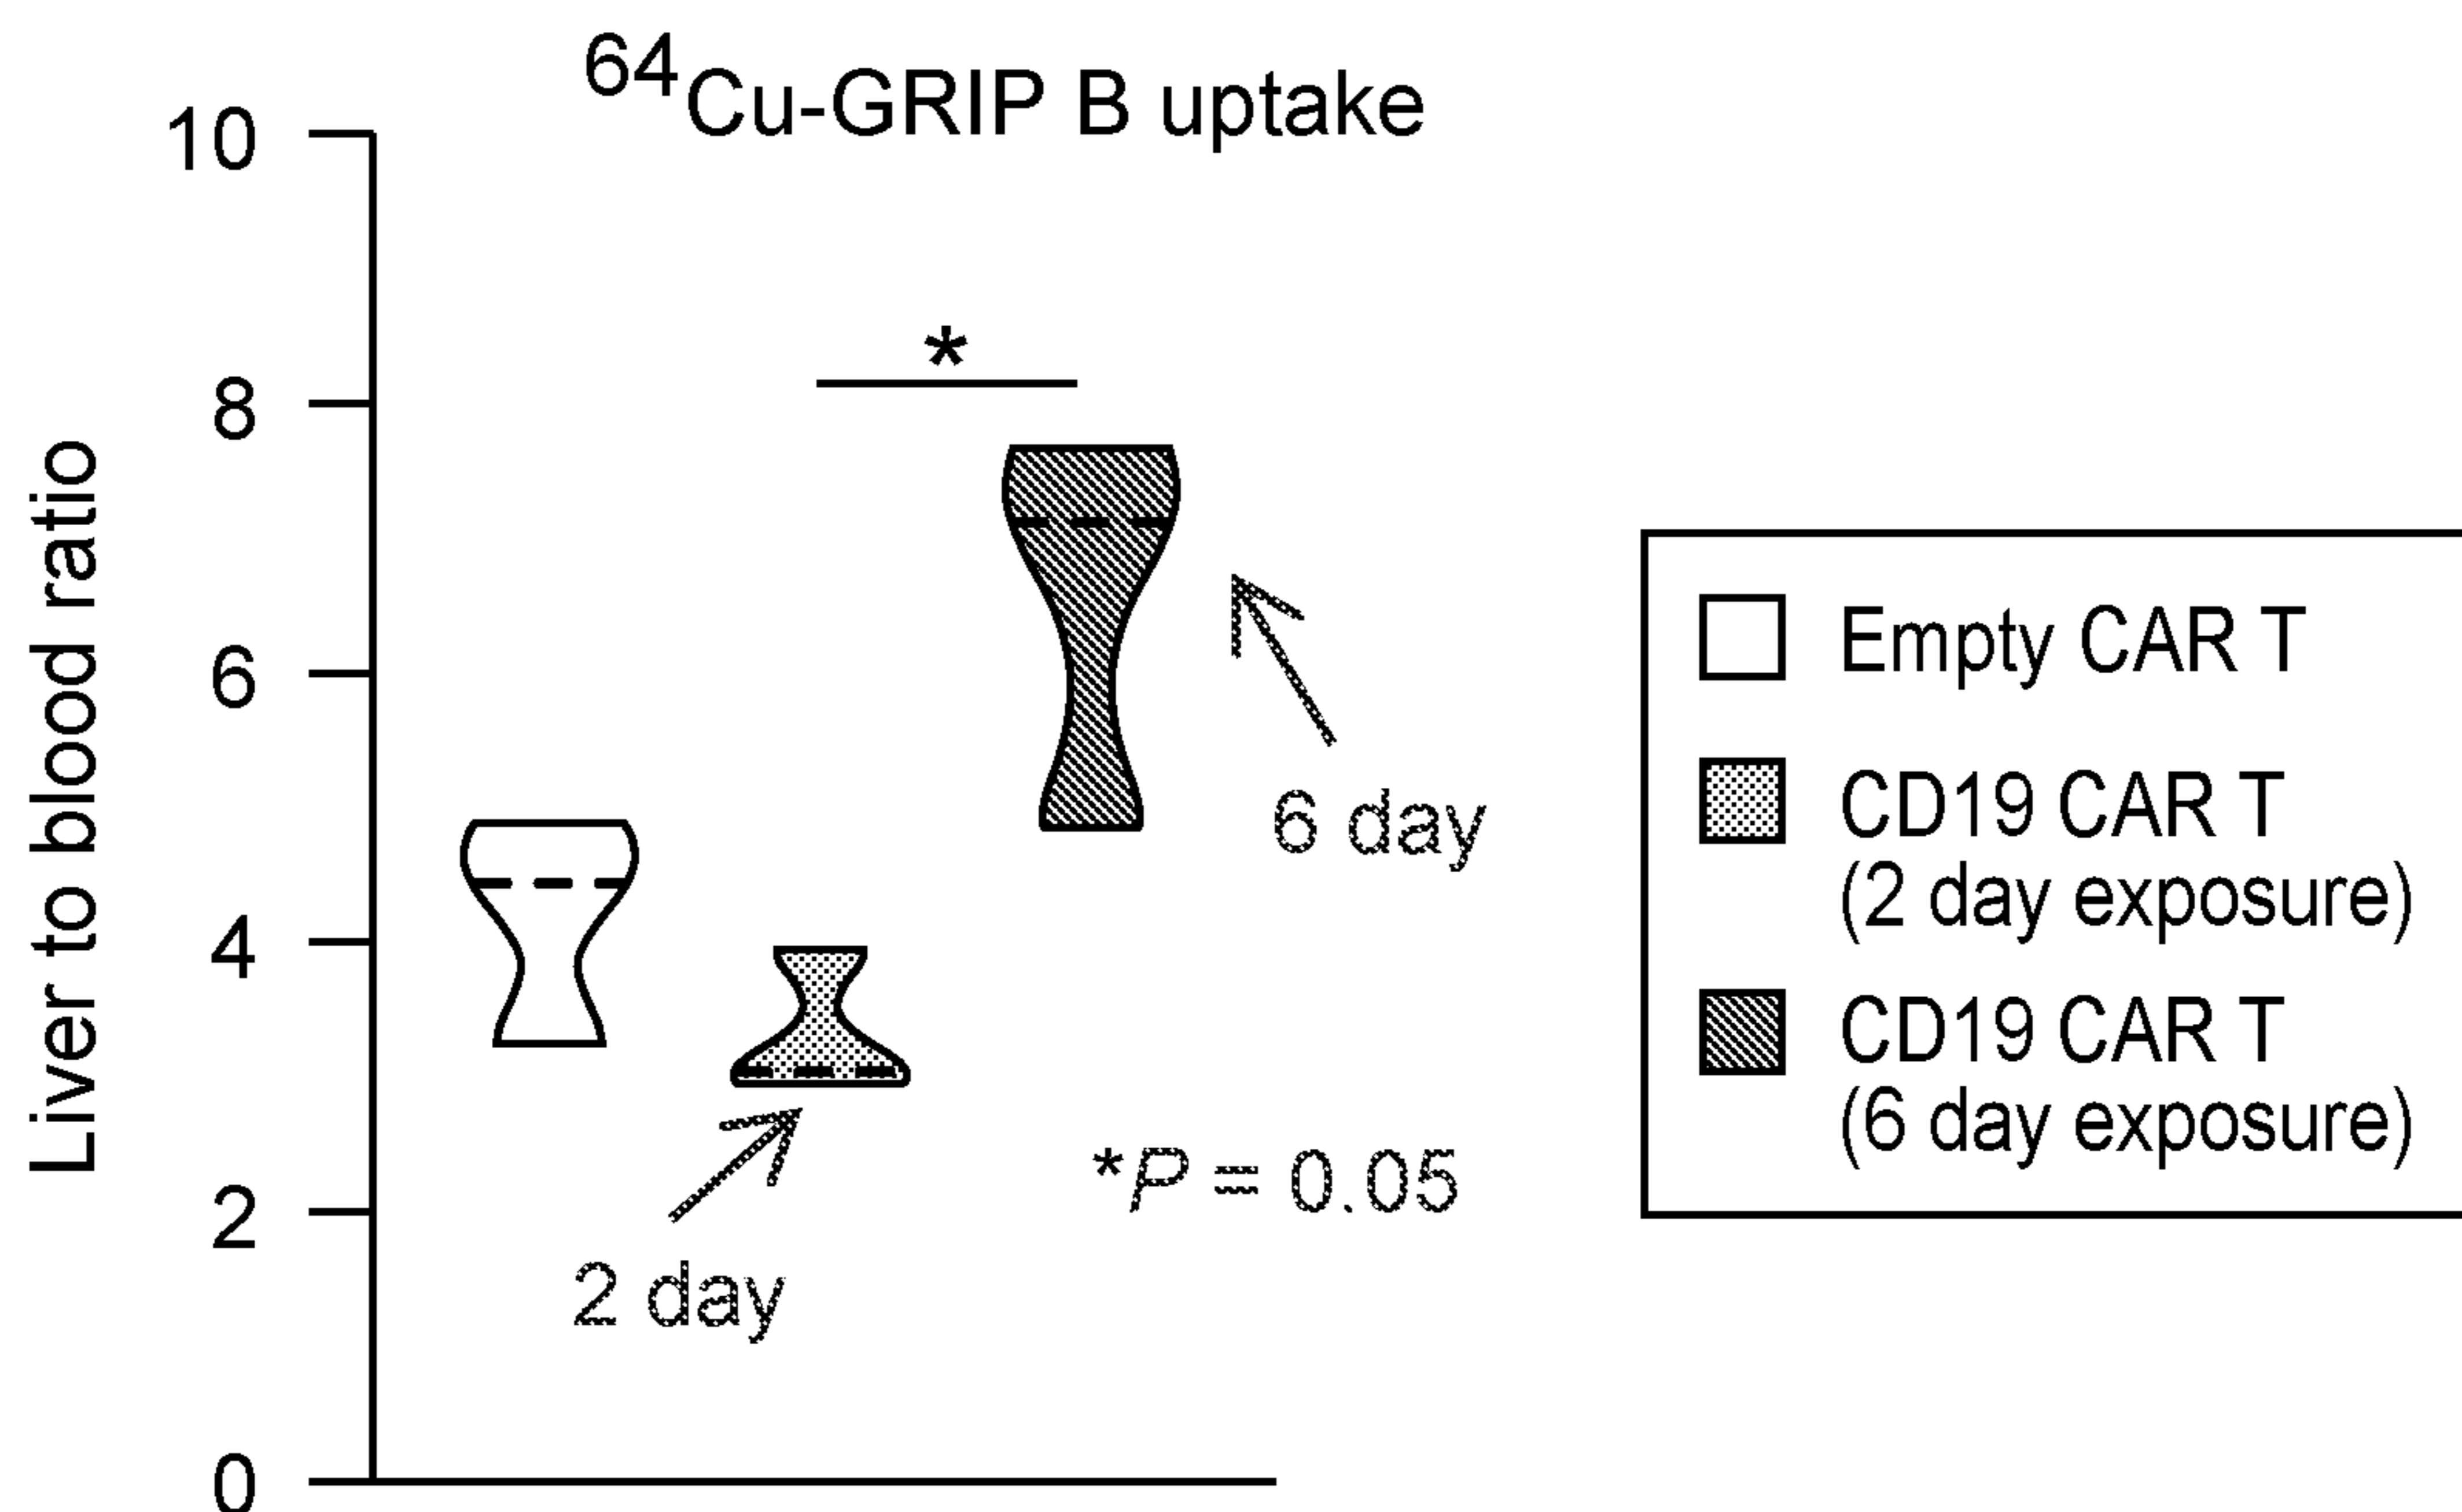 ⁶⁴Cu-GRIP B uptake
Liver to blood ratio
10
8
6
4
2
0
*
6 day
2 day
*P = 0.05
Empty CAR T
CD19 CAR T
(2 day exposure)
CD19 CAR T
(6 day exposure)